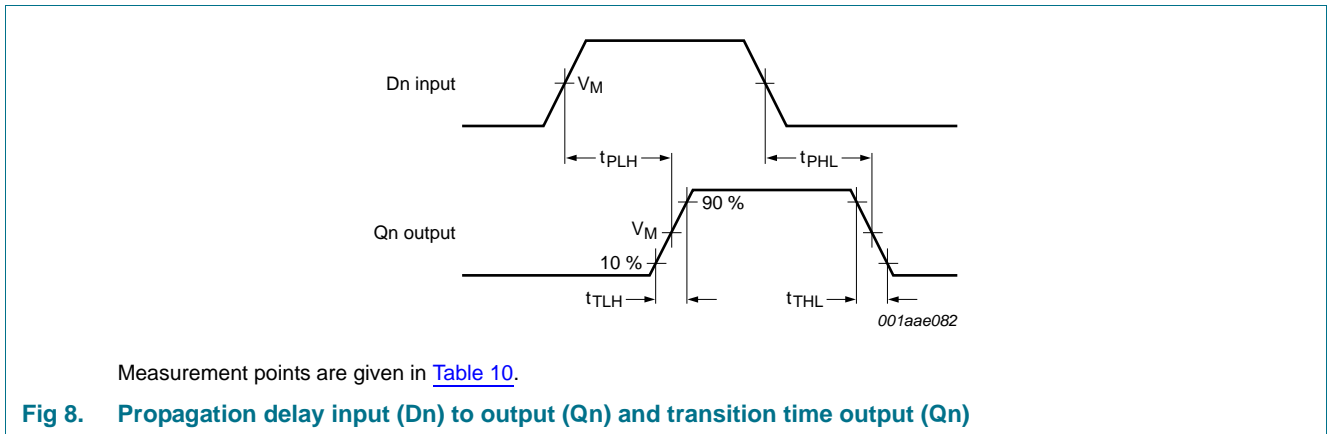 Dn input
VM
tPLH
tPHL
90 %
Qn output
VM
10 %
tTLH
tTHL
001aae082
Measurement points are given in Table 10.
Fig 8. Propagation delay input (Dn) to output (Qn) and transition time output (Qn)